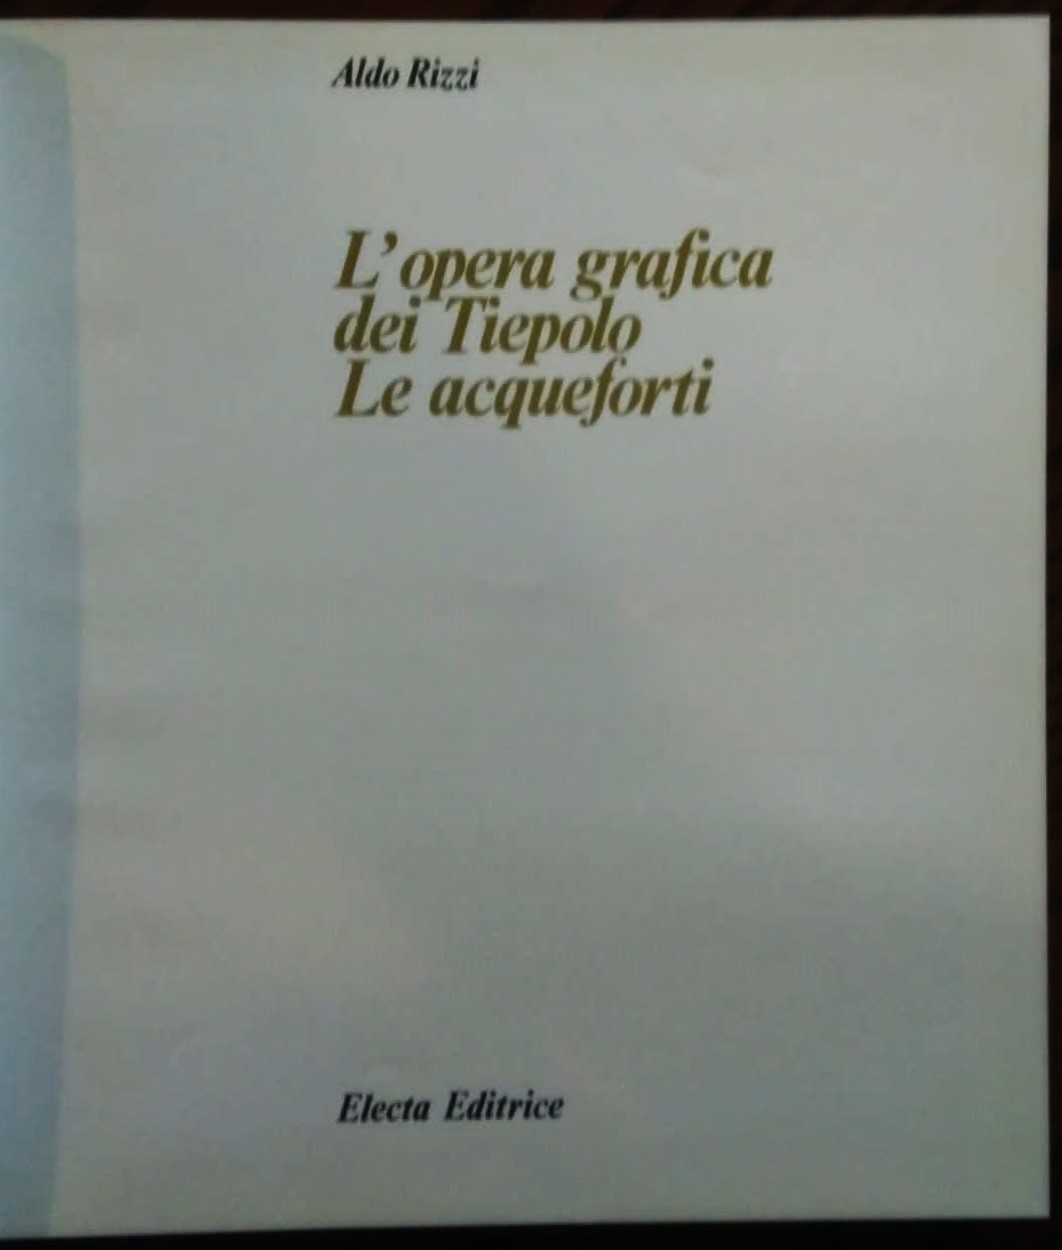 Aldo Rizzi
L'opera grafica
dei Tiepolo
Le acqueforti
Electa Editrice